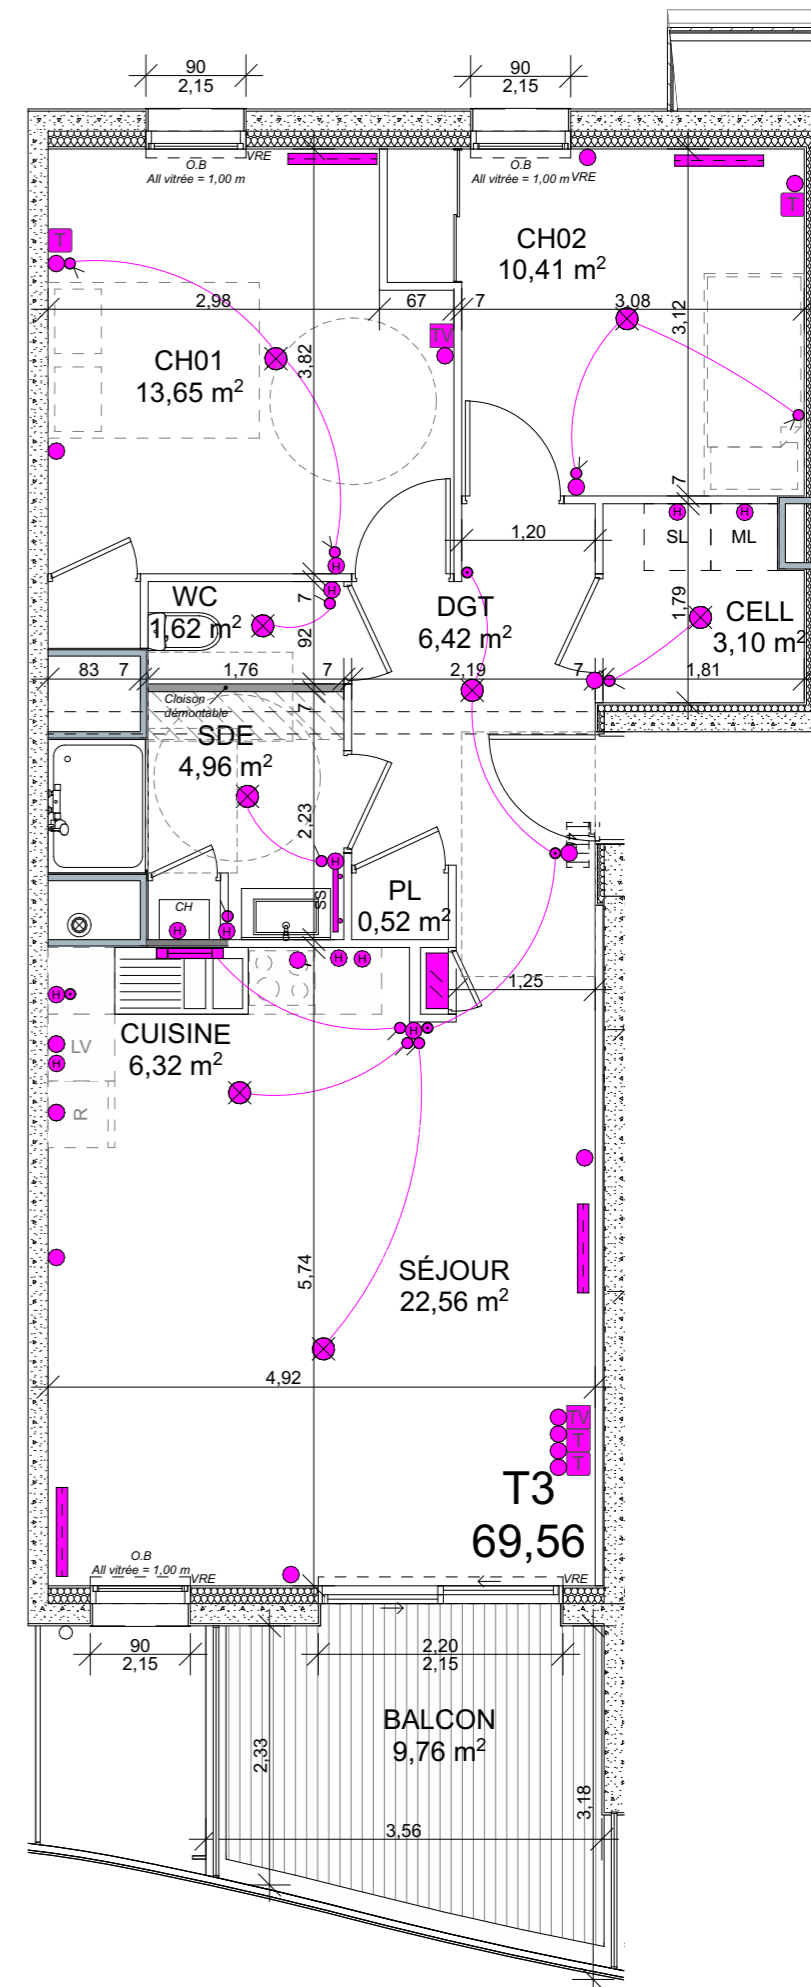 90
2,15
90
2,15
O.B
VRE
All vitrée = 1,00 m
O.B
All vitrée = 1,00 m
VRE
T
T
CH02
10,41 m²
2,98
67
7
3,08
3,12
TV
CH01
13,65 m²
3,82
7
H
H
SL
ML
1,20
H
H
WC
1,62 m²
7
92
DGT
6,42 m²
1,79
CELL
3,10 m²
83
7
1,76
7
2,19
7
1,81
Cloison
démontable
7
SDE
4,96 m²
2,23
H
SS
PL
0,52 m²
CH
H
H
7
H
H
1,25
H
CUISINE
6,32 m²
H
LV
H
R
5,74
SÉJOUR
22,56 m²
4,92
TV
T
T
T3
69,56
O.B
All vitrée = 1,00 m
VRE
VRE
90
2,15
2,20
2,15
BALCON
9,76 m²
2,33
3,18
3,56